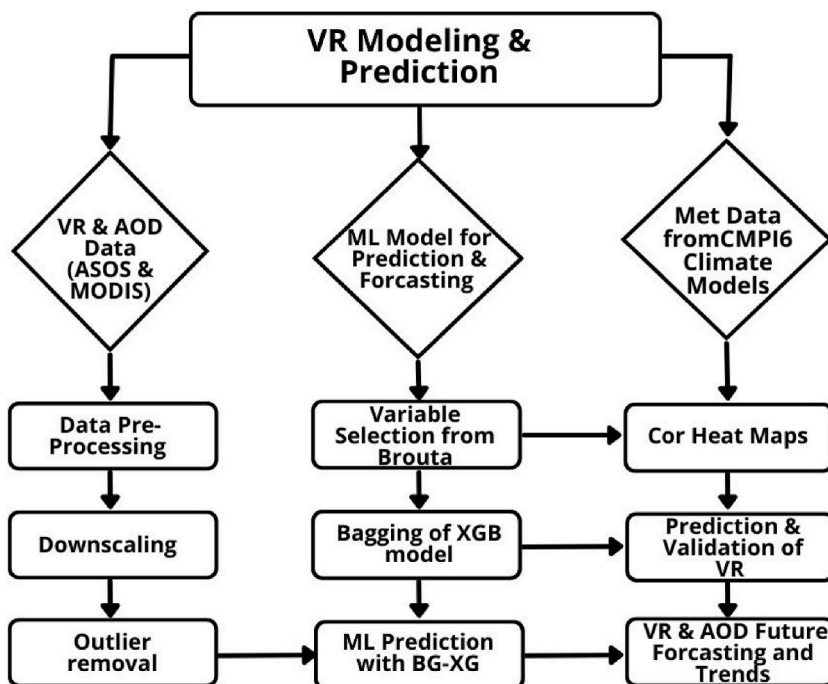 VR Modeling &
Prediction
VR & AOD
Data
(ASOS &
MODIS)
ML Model for
Prediction &
Forcasting
Met Data
fromCMPI6
Climate
Models
Data Pre-
Processing
Variable
Selection from
Brouta
Cor Heat Maps
Downscaling
Bagging of XGB
model
Prediction &
Validation of
VR
Outlier
removal
ML Prediction
with BG-XG
VR & AOD Future
Forcasting and
Trends